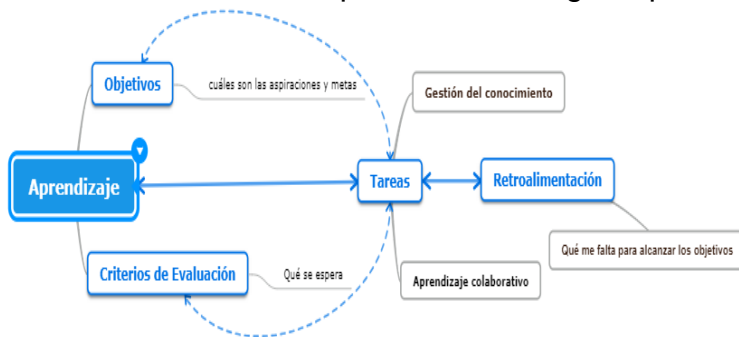 Objetivos
cuáles son las aspiraciones y metas
Gestión del conocimiento
Aprendizaje
Tareas
Retroalimentación
Qué me falta para alcanzar los objetivos
Criterios de Evaluación
Qué se espera
Aprendizaje colaborativo